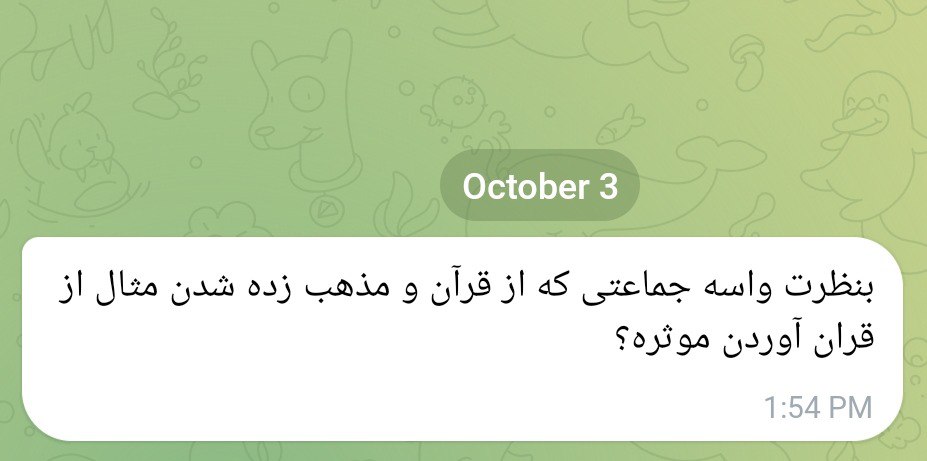 October 3
بنظرت واسه جماعتی که از قرآن و مذهب زده شدن مثال از
قران آوردن موثره؟
1:54 PM